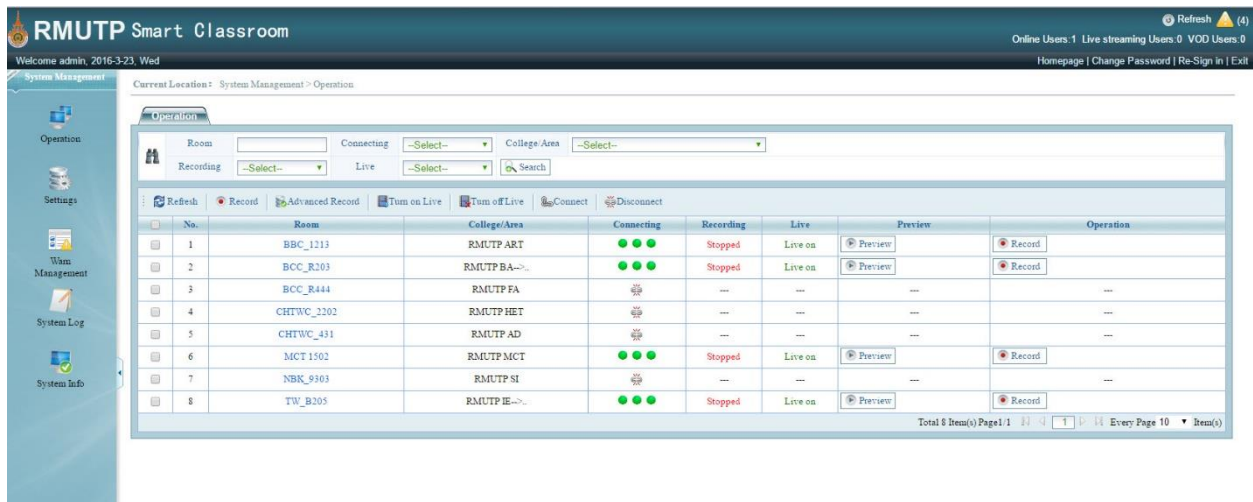 RMUTP Smart Classroom
Refresh (4)
Online Users:1 Live streaming Users:0 VOD Users:0
Welcome admin, 2016-3-23, Wed
Homepage | Change Password | Re-Sign in | Exit
System Management
Operation
Settings
Warn
Management
System Log
System Info
Current Location: System Management > Operation
Operation
Room Connecting --Select-- College/Area --Select--
Recording --Select-- Live --Select-- Search
Refresh Record Advanced Record Turn on Live Turn off Live Connect Disconnect
No. Room College/Area Connecting Recording Live Preview Operation
1 BBC_1213 RMUTP ART Stopped Live on Preview Record
2 BCC_R203 RMUTP BA-->.. Stopped Live on Preview Record
3 BCC_R444 RMUTP FA --- --- --- ---
4 CHTWC_2202 RMUTP HET --- --- --- ---
5 CHTWC_431 RMUTP AD --- --- --- ---
6 MCT 1502 RMUTP MCT Stopped Live on Preview Record
7 NBK_9303 RMUTP SI --- --- --- ---
8 TW_B205 RMUTP IE-->.. Stopped Live on Preview Record
Total 8 Item(s) Page1/1 1 Every Page 10 Item(s)